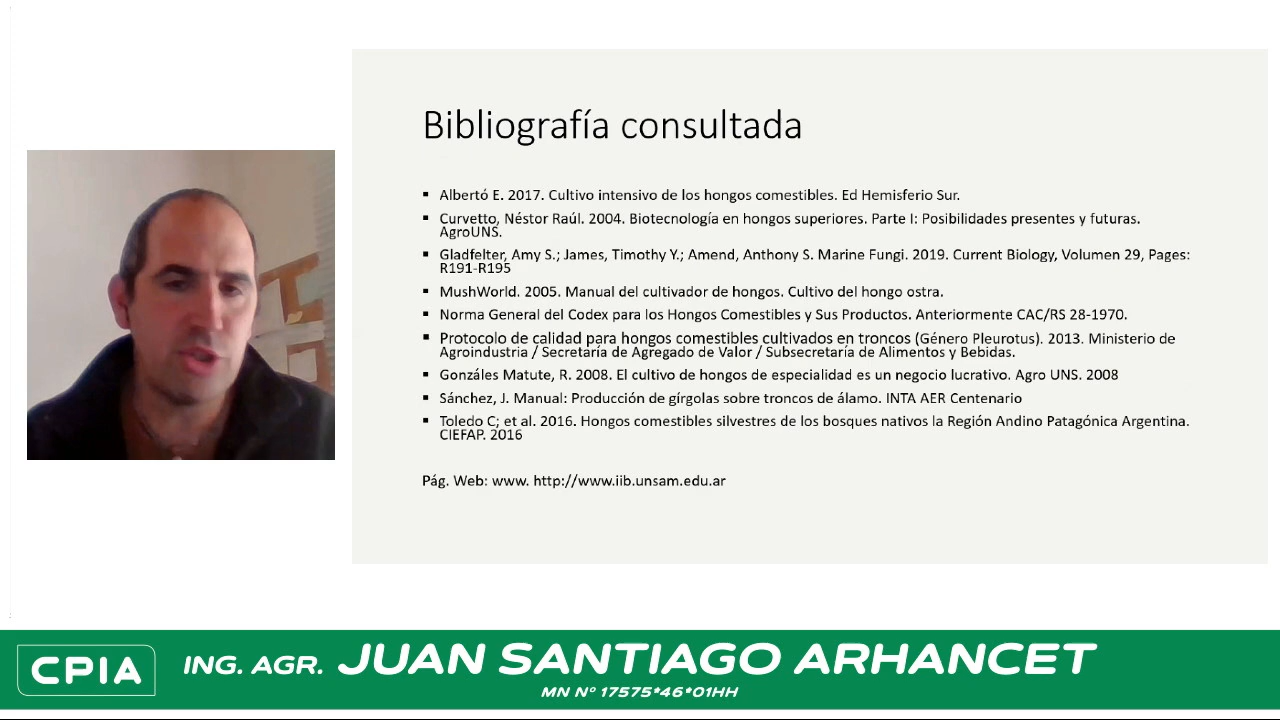 Bibliografía consultada
▪ Albertó E. 2017. Cultivo intensivo de los hongos comestibles. Ed Hemisferio Sur.
▪ Curvetto, Néstor Raúl. 2004. Biotecnología en hongos superiores. Parte I: Posibilidades presentes y futuras.
AgroUNS.
▪ Gladfelter, Amy S.; James, Timothy Y.; Amend, Anthony S. Marine Fungi. 2019. Current Biology, Volumen 29, Pages:
R191-R195
▪ MushWorld. 2005. Manual del cultivador de hongos. Cultivo del hongo ostra.
▪ Norma General del Codex para los Hongos Comestibles y Sus Productos. Anteriormente CAC/RS 28-1970.
▪ Protocolo de calidad para hongos comestibles cultivados en troncos (Género Pleurotus). 2013. Ministerio de
Agroindustria / Secretaría de Agregado de Valor / Subsecretaría de Alimentos y Bebidas.
▪ Gonzáles Matute, R. 2008. El cultivo de hongos de especialidad es un negocio lucrativo. Agro UNS. 2008
▪ Sánchez, J. Manual: Producción de gírgolas sobre troncos de álamo. INTA AER Centenario
▪ Toledo C; et al. 2016. Hongos comestibles silvestres de los bosques nativos la Región Andino Patagónica Argentina.
CIEFAP. 2016
Pág. Web: www. http://www.iib.unsam.edu.ar
CPIA
ING. AGR. JUAN SANTIAGO ARHANCET
MN Nº 17575*46*01HH